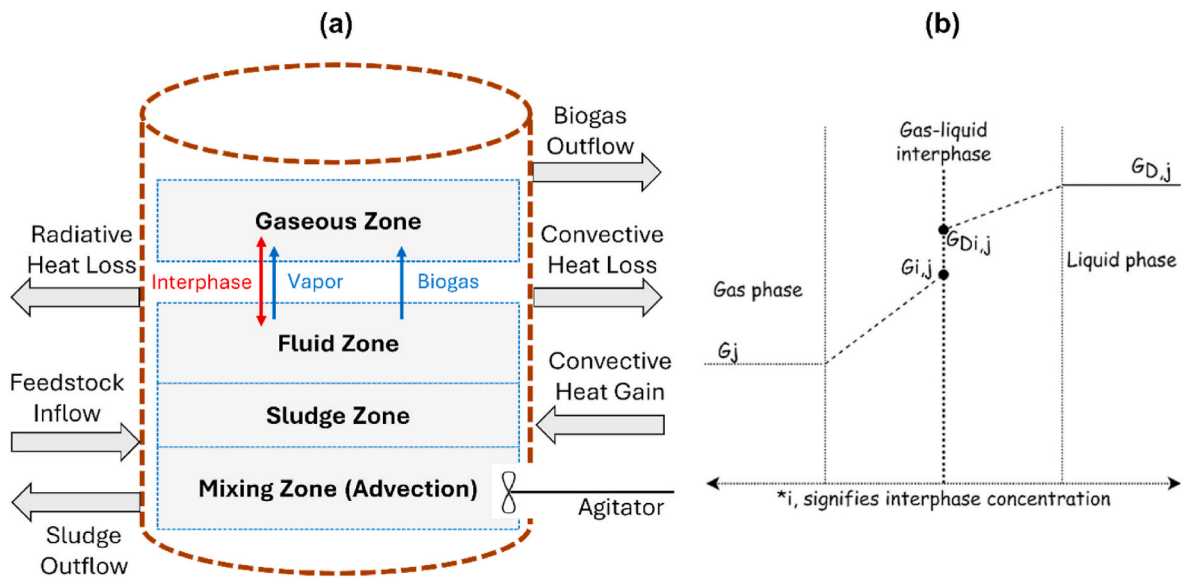 (a)
Biogas
Outflow
Gaseous Zone
Radiative
Heat Loss
Interphase
Vapor
Biogas
Convective
Heat Loss
Fluid Zone
Feedstock
Inflow
Convective
Heat Gain
Sludge Zone
Mixing Zone (Advection)
Agitator
Sludge
Outflow
(b)
Gas-liquid
interphase
GD,j
GDi,j
Gi,j
Liquid phase
Gas phase
Gj
*i, signifies interphase concentration